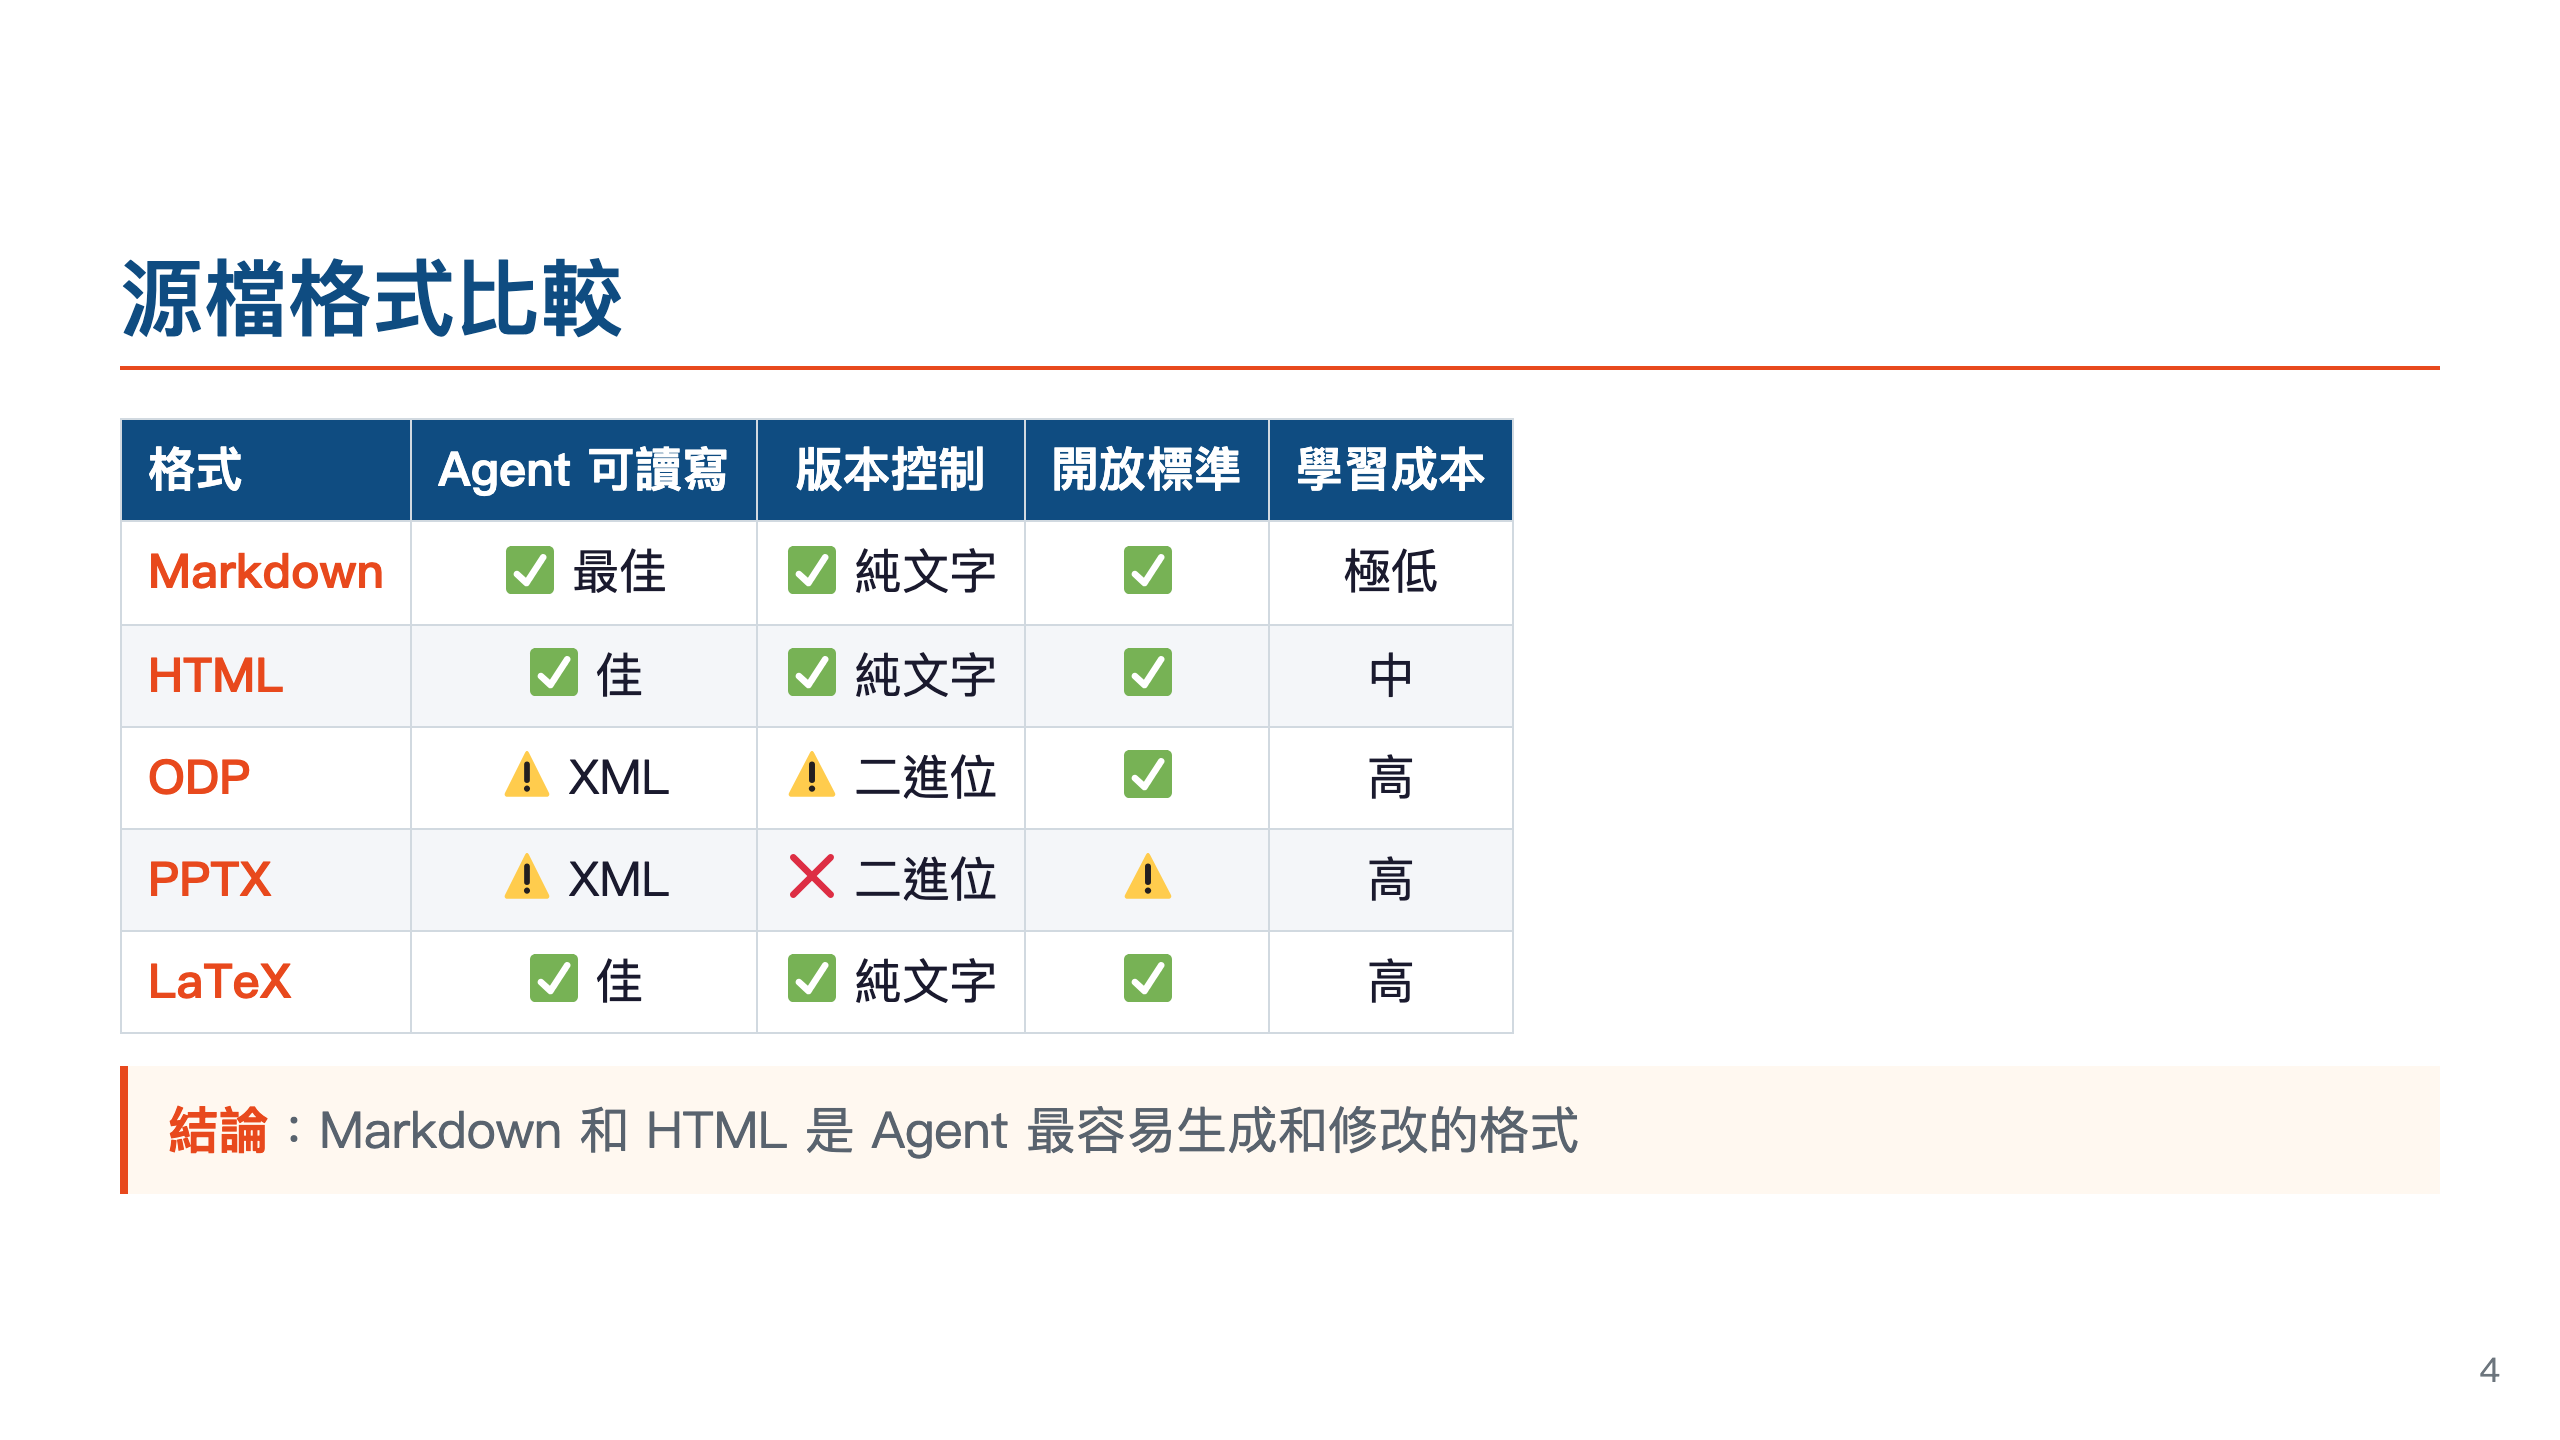 源檔格式比較
格式 Agent 可讀寫 版本控制 開放標準 學習成本
Markdown ✅ 最佳 ✅ 純文字 ✅ 極低
HTML ✅ 佳 ✅ 純文字 ✅ 中
ODP ⚠️ XML ⚠️ 二進位 ✅ 高
PPTX ⚠️ XML ❌ 二進位 ⚠️ 高
LaTeX ✅ 佳 ✅ 純文字 ✅ 高
結論：Markdown 和 HTML 是 Agent 最容易生成和修改的格式
4